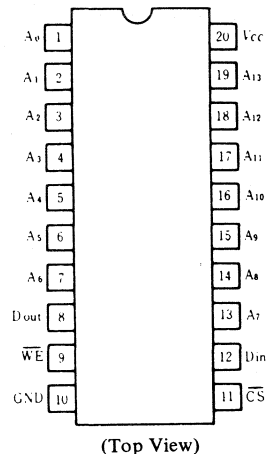 A₀ 1 20 Vcc
A₁ 2 19 A₁₃
A₂ 3 18 A₁₂
A₃ 4 17 A₁₁
A₄ 5 16 A₁₀
A₅ 6 15 A₉
A₆ 7 14 A₈
Dout 8 13 A₇
W̅E̅ 9 12 Din
GND 10 11 C̅S̅
(Top View)